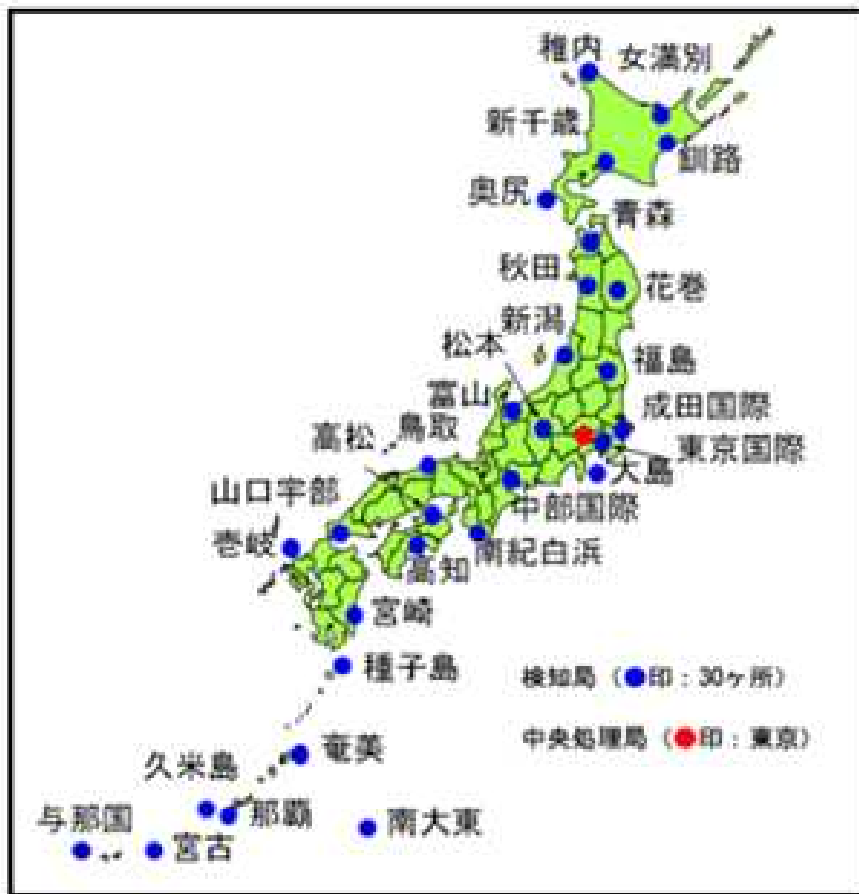 稚内
女満別
新千歳
釧路
奥尻
青森
秋田
花巻
新潟
松本
福島
富山
成田国際
高松
鳥取
東京国際
大島
山口宇部
中部国際
壱岐
南紀白浜
高知
宮崎
種子島
検知局（●印：30ヶ所）
中央処理局（●印：東京）
奄美
久米島
那覇
南大東
与那国
宮古